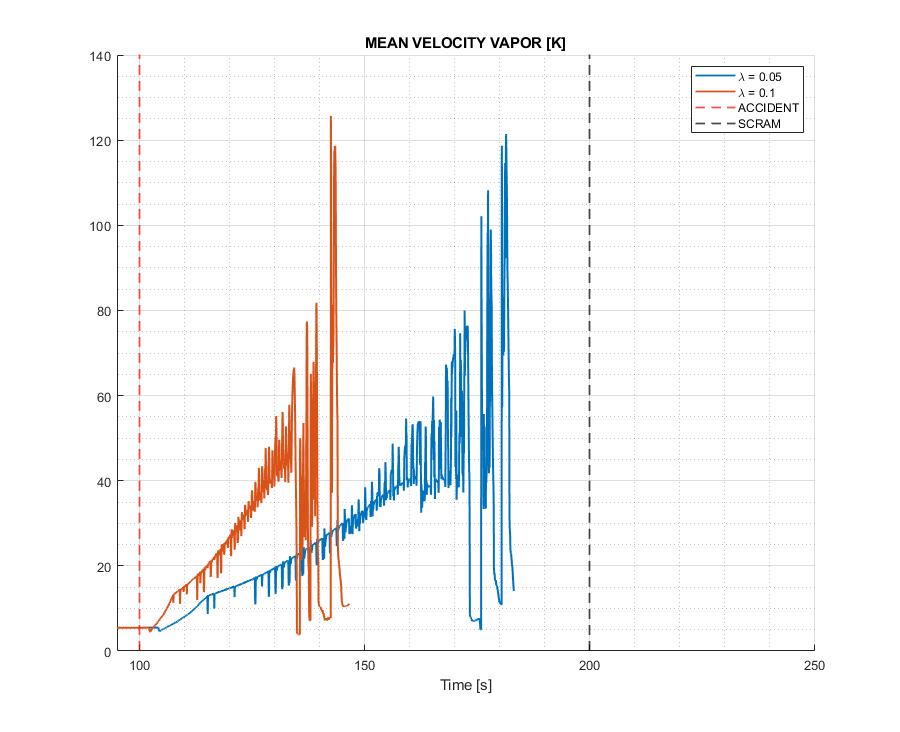 MEAN VELOCITY VAPOR [K]
140
120
100
80
60
40
20
0
λ = 0.05
λ = 0.1
ACCIDENT
SCRAM
100
150
200
250
Time [s]